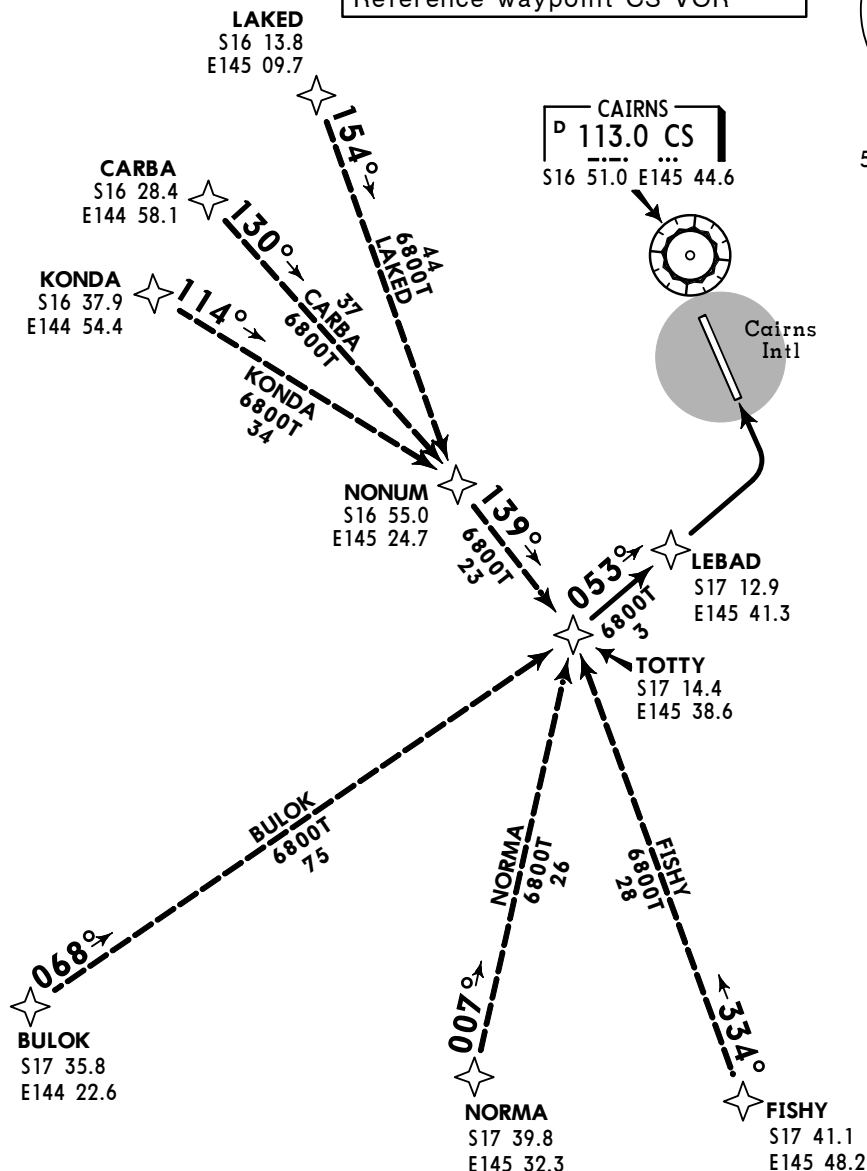 Reference waypoint CS VOR
LAKED
S16 13.8
E145 09.7
154°
44
6800T
LAKED
CAIRNS
D 113.0 CS
S16 51.0 E145 44.6
5
CARBA
S16 28.4
E144 58.1
130°
37
CARBA
6800T
KONDA
S16 37.9
E144 54.4
114°
KONDA
6800T
34
Cairns
Intl
NONUM
S16 55.0
E145 24.7
139°
6800T
23
053°
6800T
3
LEBAD
S17 12.9
E145 41.3
TOTTY
S17 14.4
E145 38.6
BULOK
6800T
75
NORMA
6800T
26
FISHY
6800T
28
068°
BULOK
S17 35.8
E144 22.6
007°
NORMA
S17 39.8
E145 32.3
334°
FISHY
S17 41.1
E145 48.2